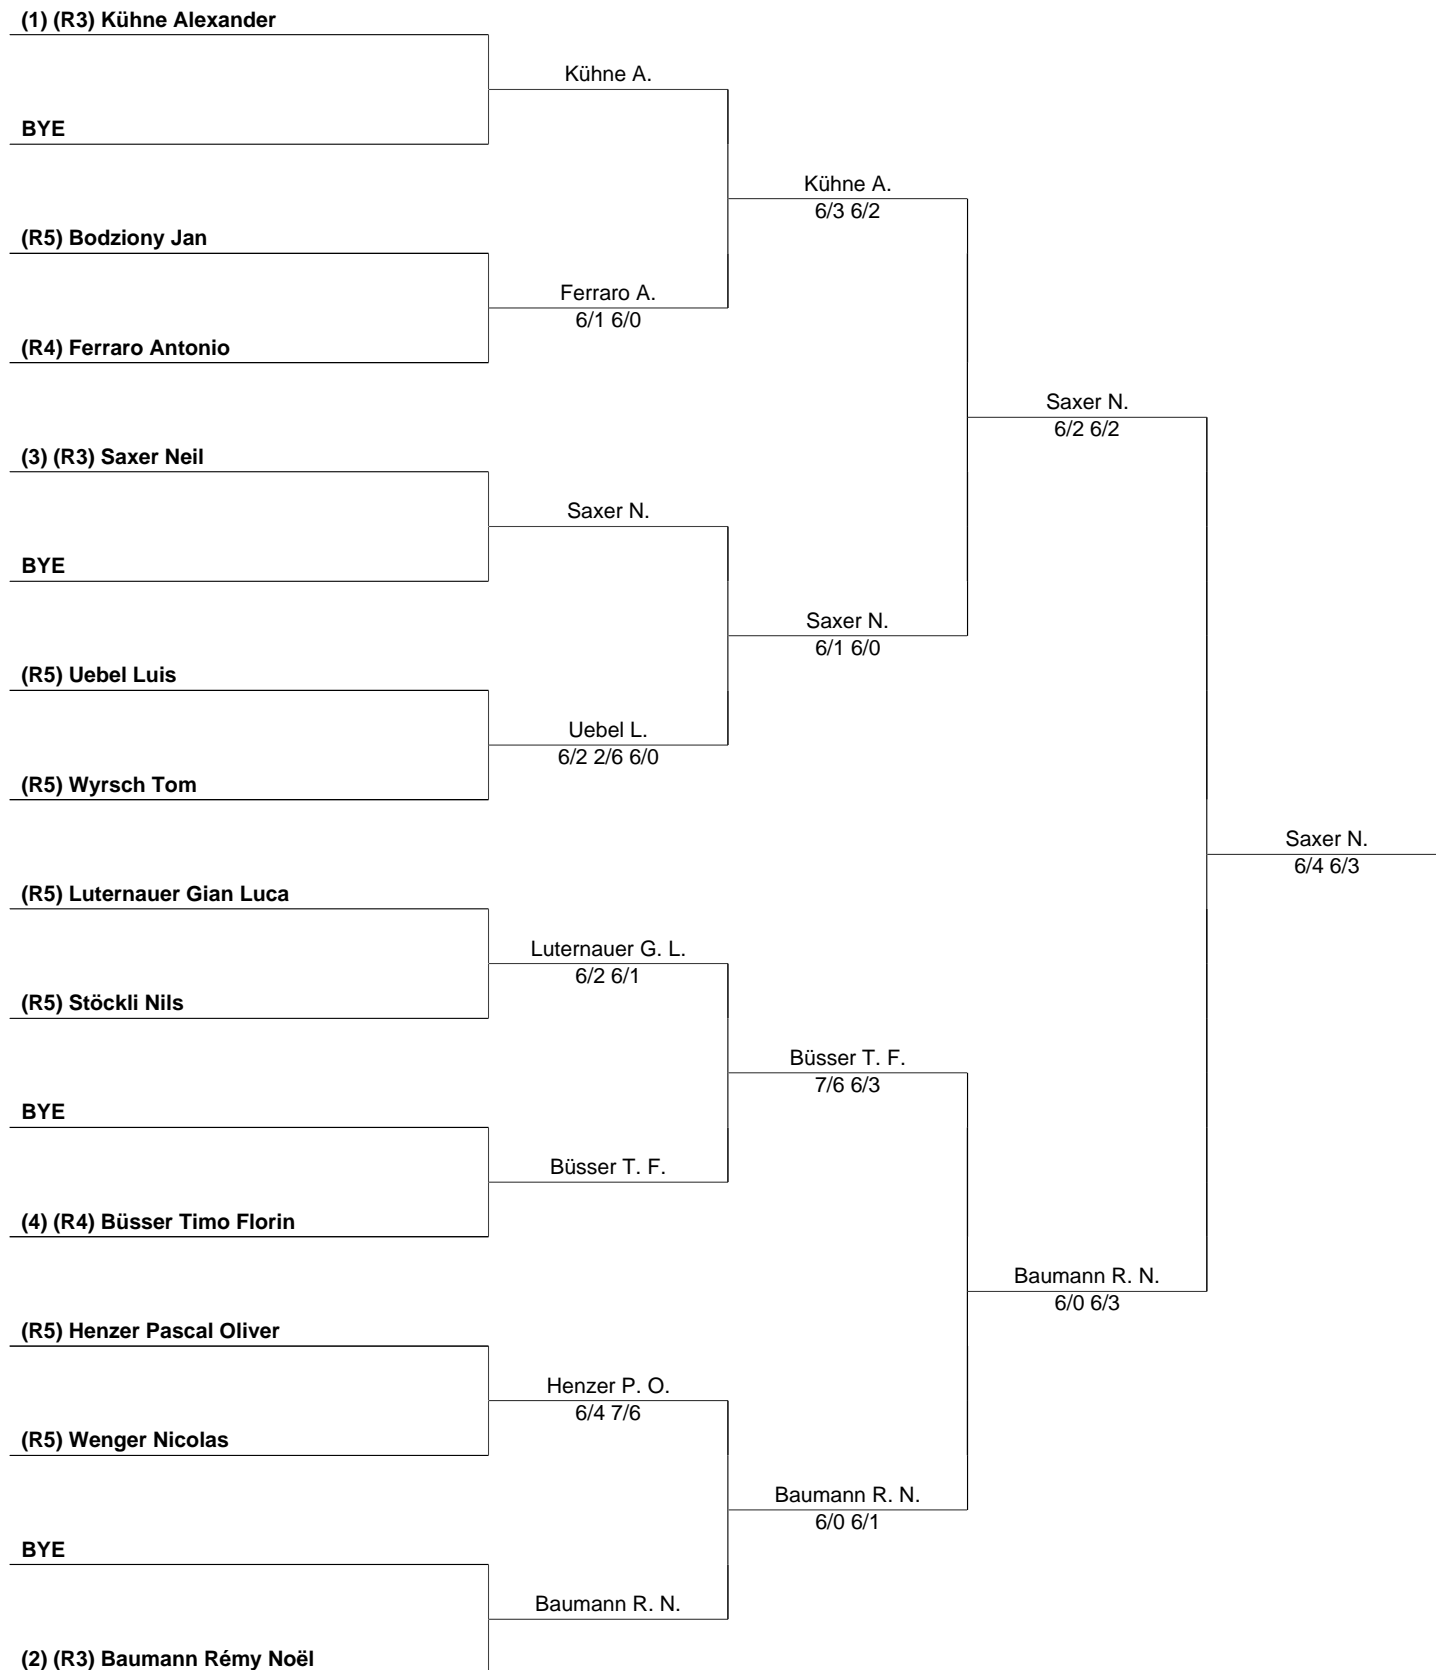 (1) (R3) Kühne Alexander
Kühne A.
BYE
Kühne A.
6/3 6/2
(R5) Bodziony Jan
Ferraro A.
6/1 6/0
(R4) Ferraro Antonio
Saxer N.
6/2 6/2
(3) (R3) Saxer Neil
Saxer N.
BYE
Saxer N.
6/1 6/0
(R5) Uebel Luis
Uebel L.
6/2 2/6 6/0
(R5) Wyrsch Tom
Saxer N.
6/4 6/3
(R5) Luternauer Gian Luca
Luternauer G. L.
6/2 6/1
(R5) Stöckli Nils
Büsser T. F.
7/6 6/3
BYE
Büsser T. F.
(4) (R4) Büsser Timo Florin
Baumann R. N.
6/0 6/3
(R5) Henzer Pascal Oliver
Henzer P. O.
6/4 7/6
(R5) Wenger Nicolas
Baumann R. N.
6/0 6/1
BYE
Baumann R. N.
(2) (R3) Baumann Rémy Noël